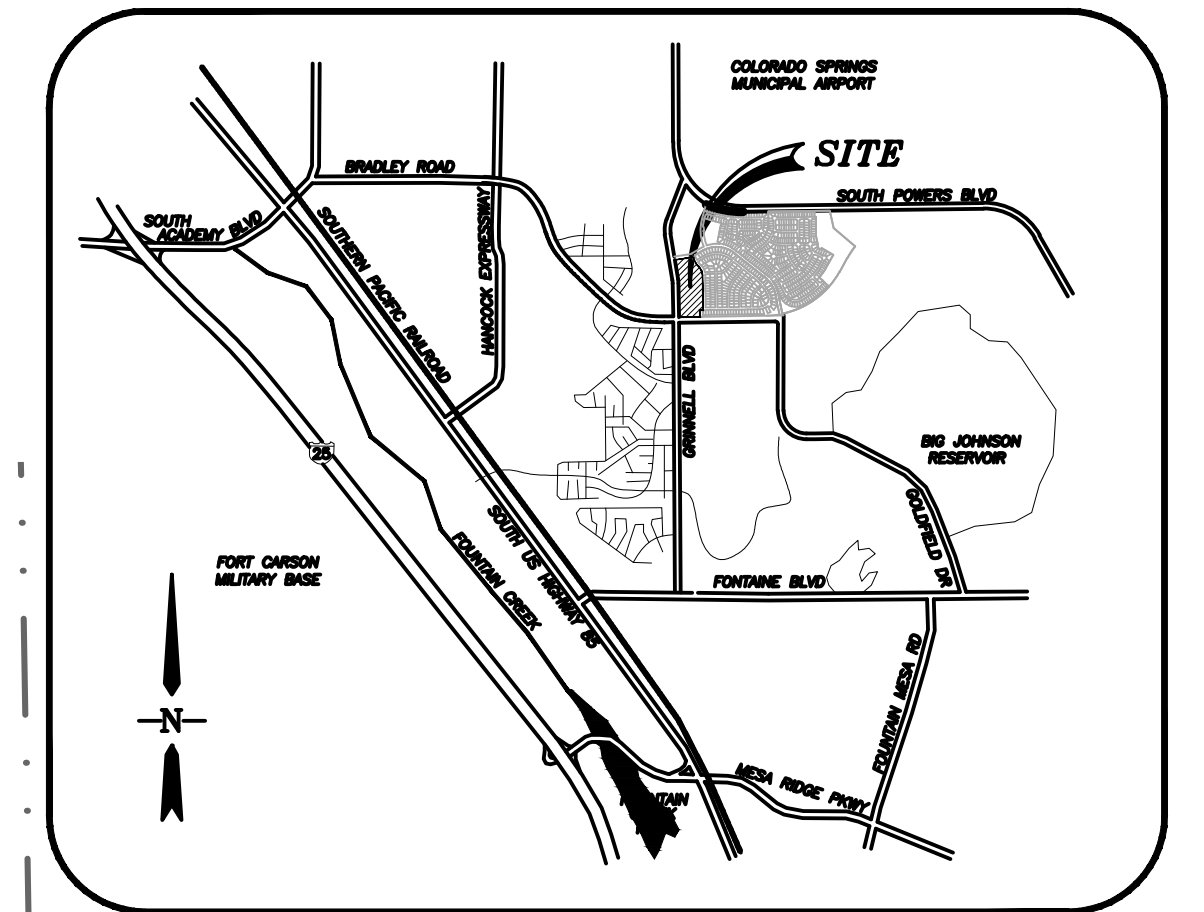 COLORADO SPRINGS
MUNICIPAL AIRPORT
SITE
BRADLEY ROAD
SOUTH POWERS BLVD
SOUTH
ACADEMY BLVD
SOUTHERN PACIFIC RAILROAD
HANCOCK EXPRESSWAY
GRINNELL BLVD
BIG JOHNSON
RESERVOIR
25
GOLDFIELD DR
SOUTH US HIGHWAY 85
FOUNTAIN CREEK
FORT CARSON
MILITARY BASE
FONTAINE BLVD
FOUNTAIN MESA RD
N
MESA RIDGE PKWY